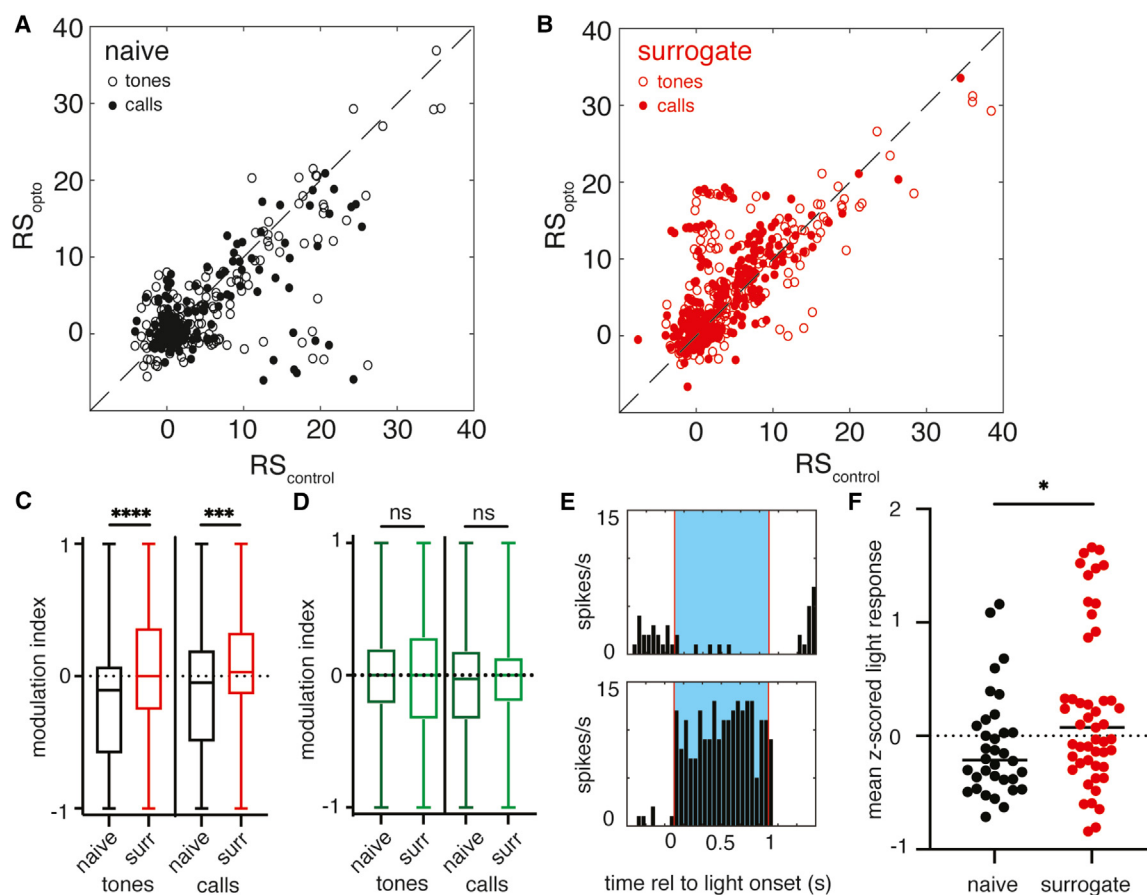 A
naive
tones
calls
40
30
20
10
0
RSopto
0 10 20 30 40
RScontrol
B
surrogate
tones
calls
40
30
20
10
0
RSopto
0 10 20 30 40
RScontrol
C
**** ***
1
0
-1
modulation index
naive surr naive surr
tones calls
D
ns ns
1
0
-1
modulation index
naive surr naive surr
tones calls
E
15
0
spikes/s
15
0
spikes/s
0 0.5 1
time rel to light onset (s)
F
*
2
1
0
-1
mean z-scored light response
naive surrogate